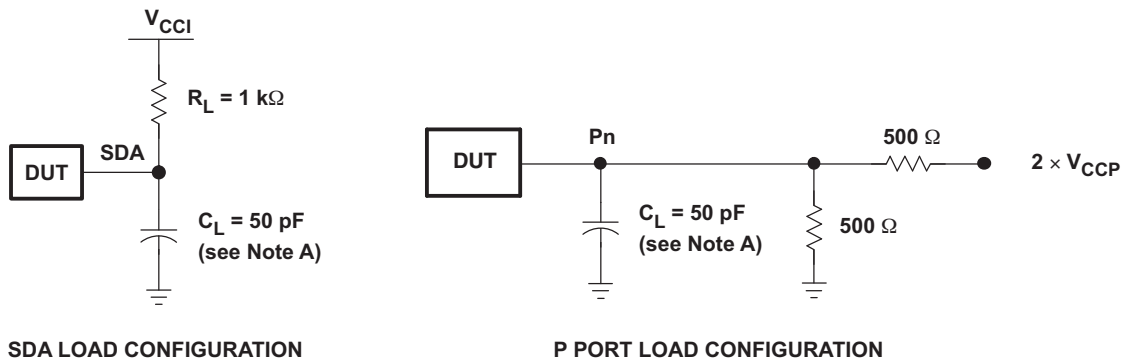 V_CCI
R_L = 1 kΩ
SDA
DUT
C_L = 50 pF
(see Note A)
SDA LOAD CONFIGURATION
DUT
Pn
500 Ω
2 × V_CCP
C_L = 50 pF
(see Note A)
500 Ω
P PORT LOAD CONFIGURATION